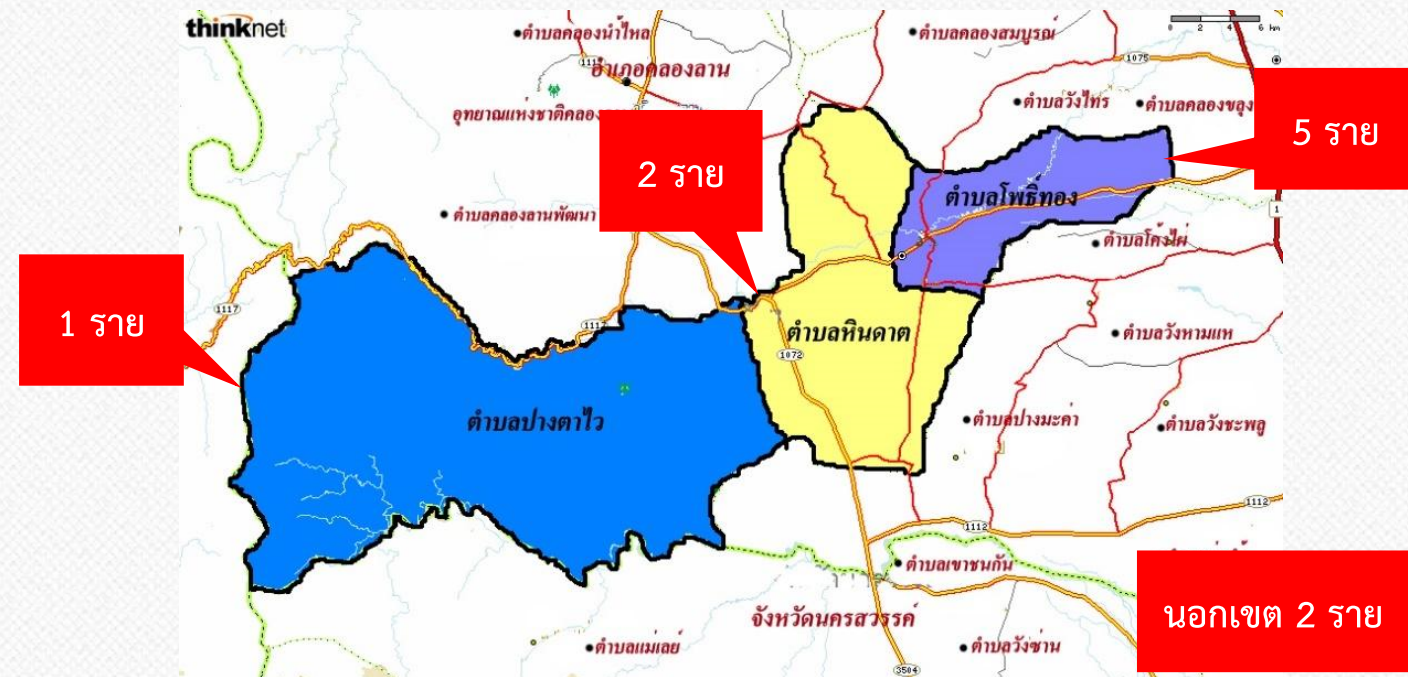 thinknet
ตำบลคลองน้ำไหล
ตำบลคลองสมบูรณ์
0 2 4 6 km
อำเภอคลองลาน
1075
อุทยานแห่งชาติคลอง
ตำบลวังไทร
ตำบลคลองขลุง
5 ราย
2 ราย
ตำบลคลองลานพัฒนา
ตำบลโพธิ์ทอง
1
ตำบลโค้งไผ่
1 ราย
1117
1117
ตำบลหินดาต
1072
ตำบลวังหามแห
ตำบลปางตาไว
ตำบลปางมะค่า
ตำบลวังชะพลู
1112
1112
ตำบลเขาชนกัน
นอกเขต 2 ราย
จังหวัดนครสวรรค์
ตำบลแม่เลย์
ตำบลวังซ่าน
3504